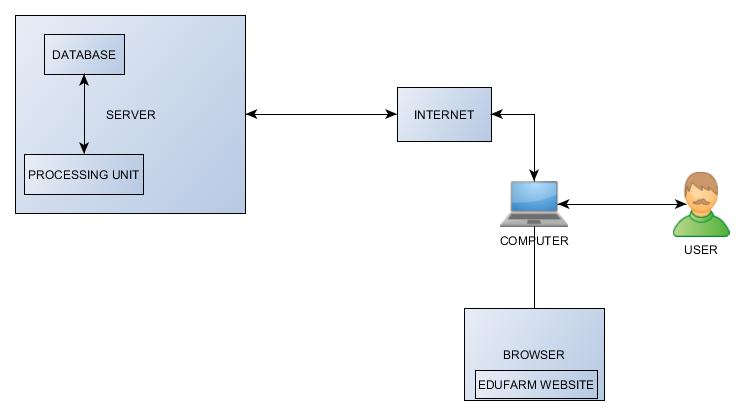 DATABASE
SERVER
PROCESSING UNIT
INTERNET
COMPUTER
USER
BROWSER
EDUFARM WEBSITE